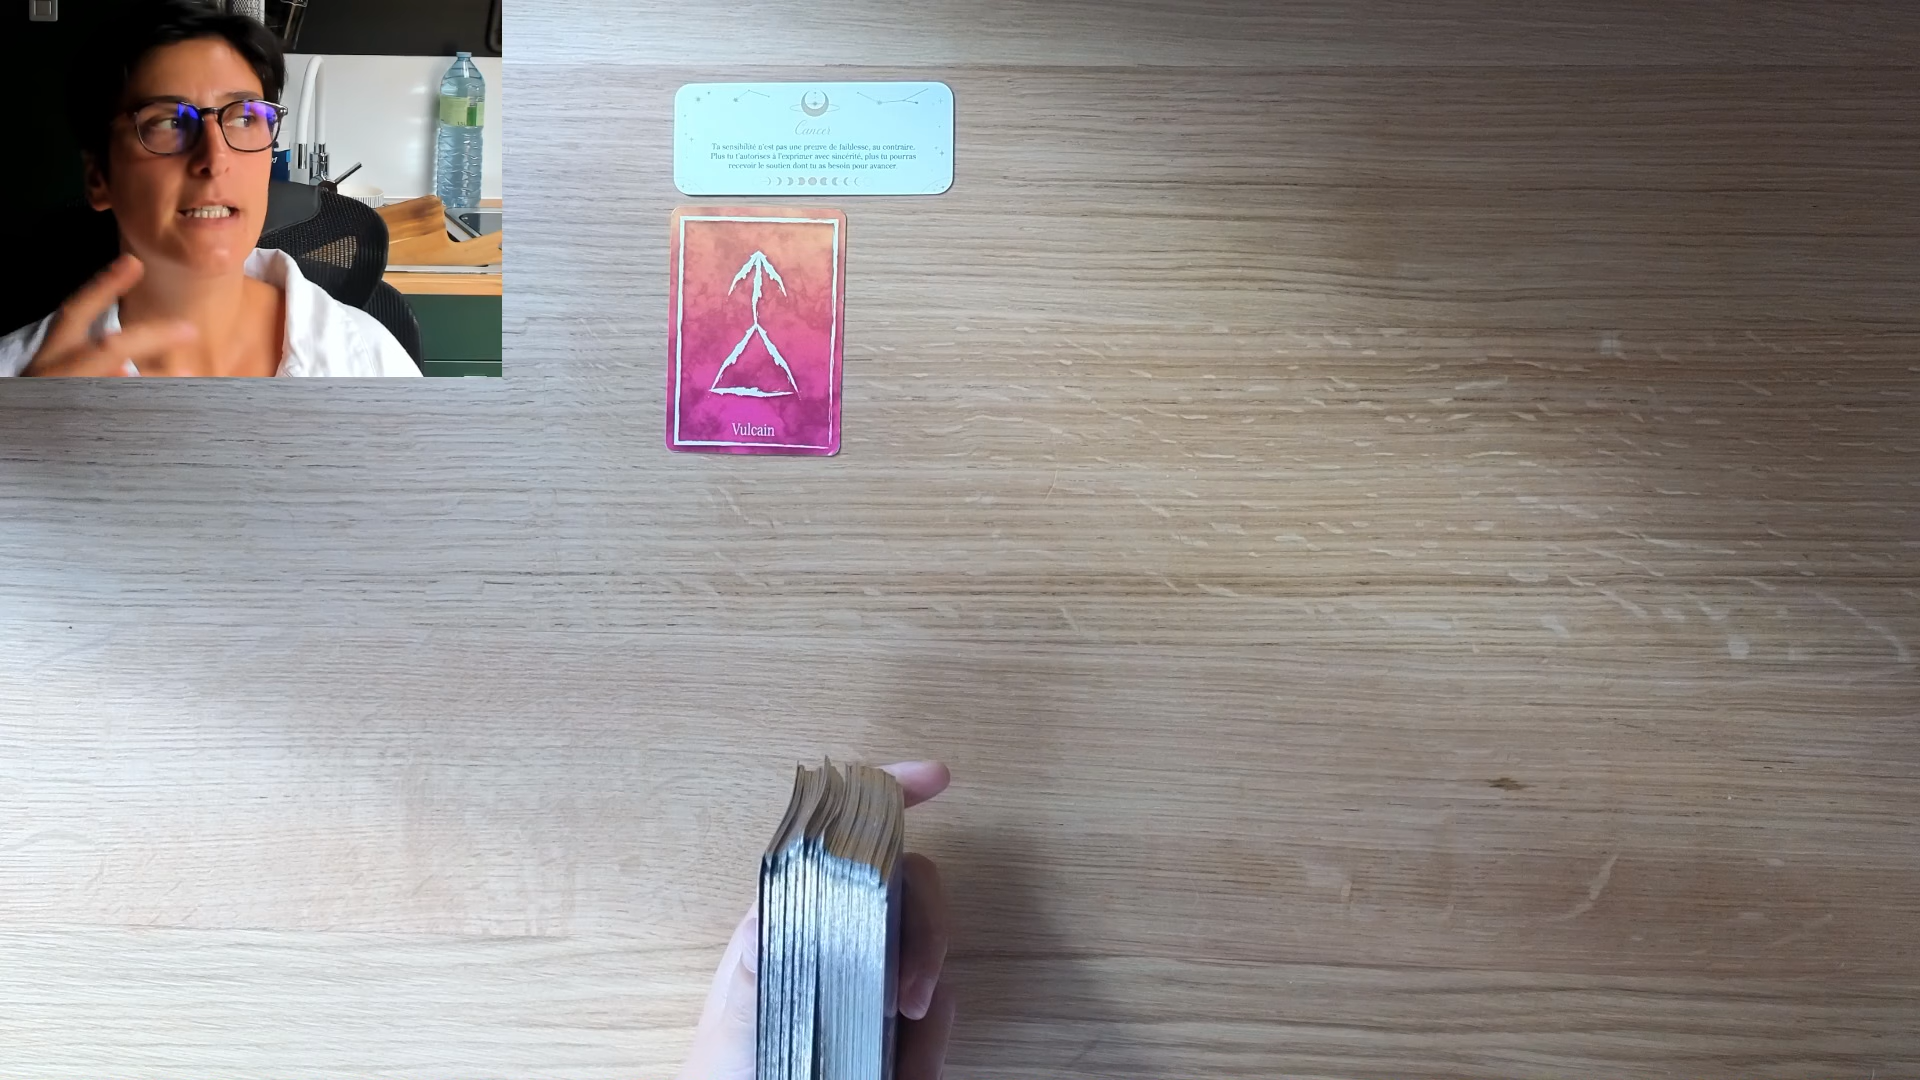 Cancer
Ta sensibilité n'est pas une preuve de faiblesse, au contraire.
Plus tu t'autorises à l'exprimer avec sincérité, plus tu pourras
recevoir le soutien dont tu as besoin pour avancer.
Vulcain